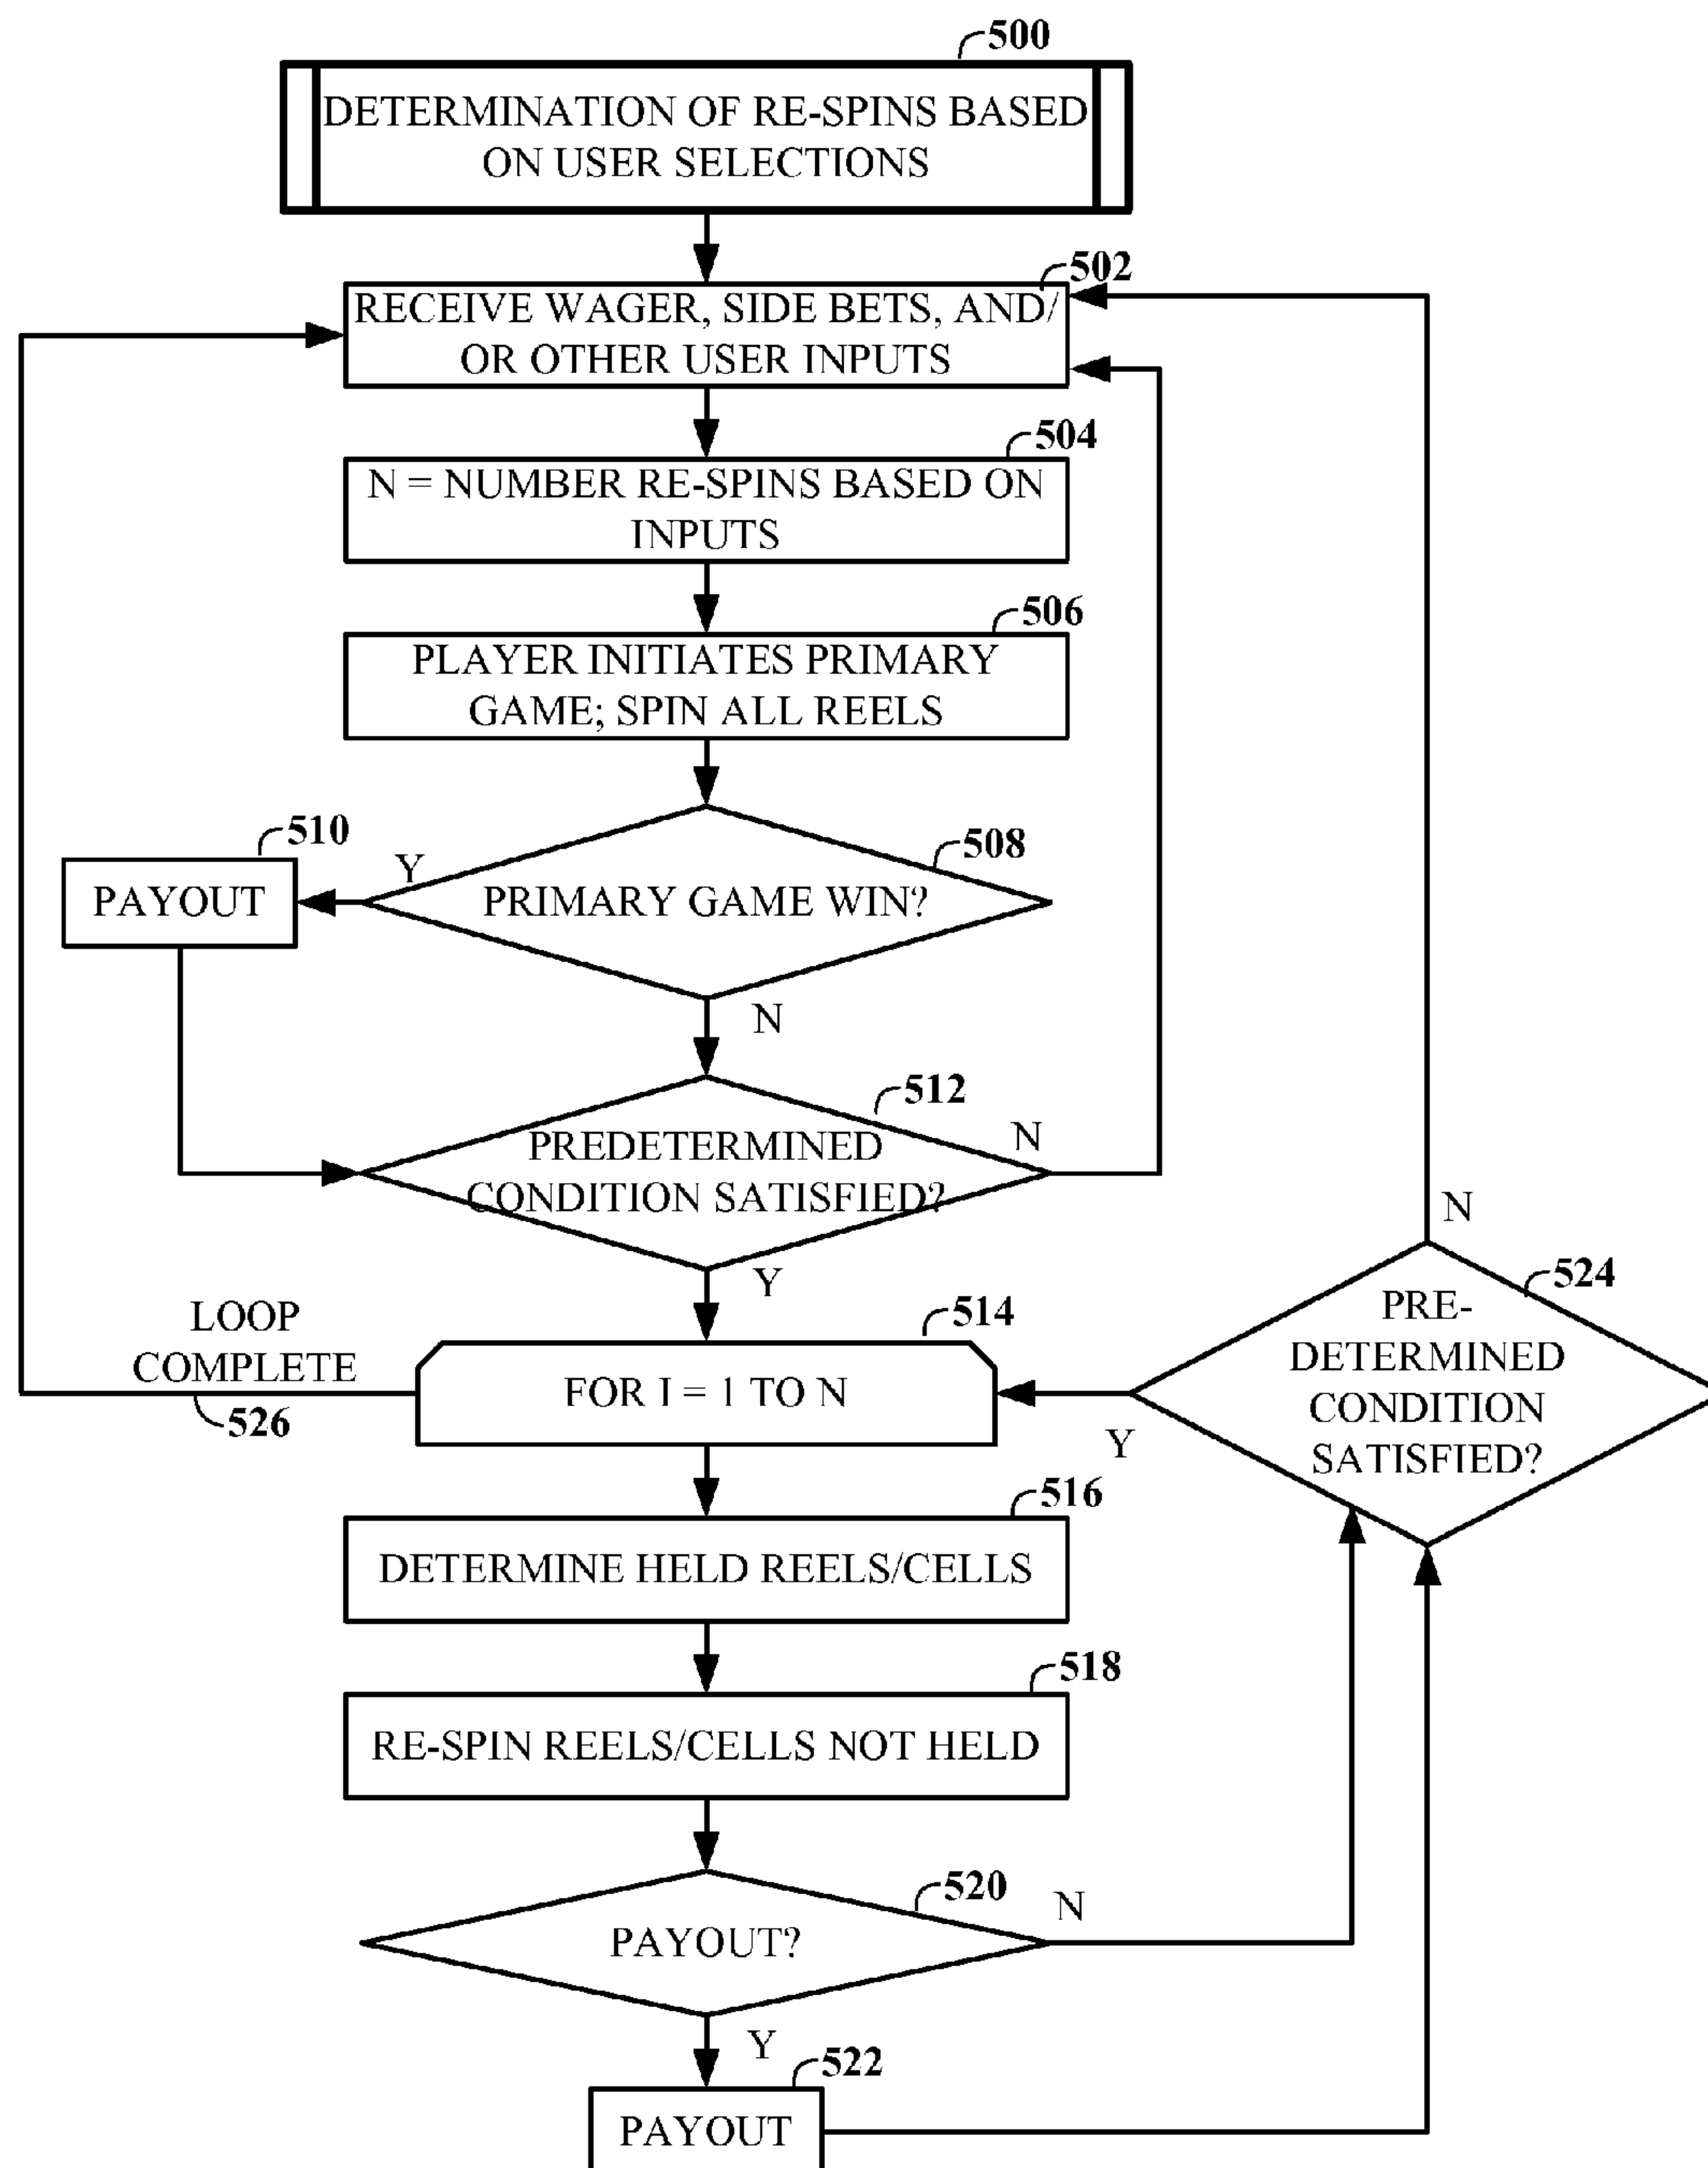 500
DETERMINATION OF RE-SPINS BASED
ON USER SELECTIONS
502
RECEIVE WAGER, SIDE BETS, AND/
OR OTHER USER INPUTS
504
N = NUMBER RE-SPINS BASED ON
INPUTS
506
PLAYER INITIATES PRIMARY
GAME; SPIN ALL REELS
510
PAYOUT
Y
508
PRIMARY GAME WIN?
N
512
PREDETERMINED
CONDITION SATISFIED?
N
Y
514
FOR I = 1 TO N
LOOP
COMPLETE
526
N
524
PRE-
DETERMINED
CONDITION
SATISFIED?
Y
516
DETERMINE HELD REELS/CELLS
518
RE-SPIN REELS/CELLS NOT HELD
520
PAYOUT?
N
Y
522
PAYOUT